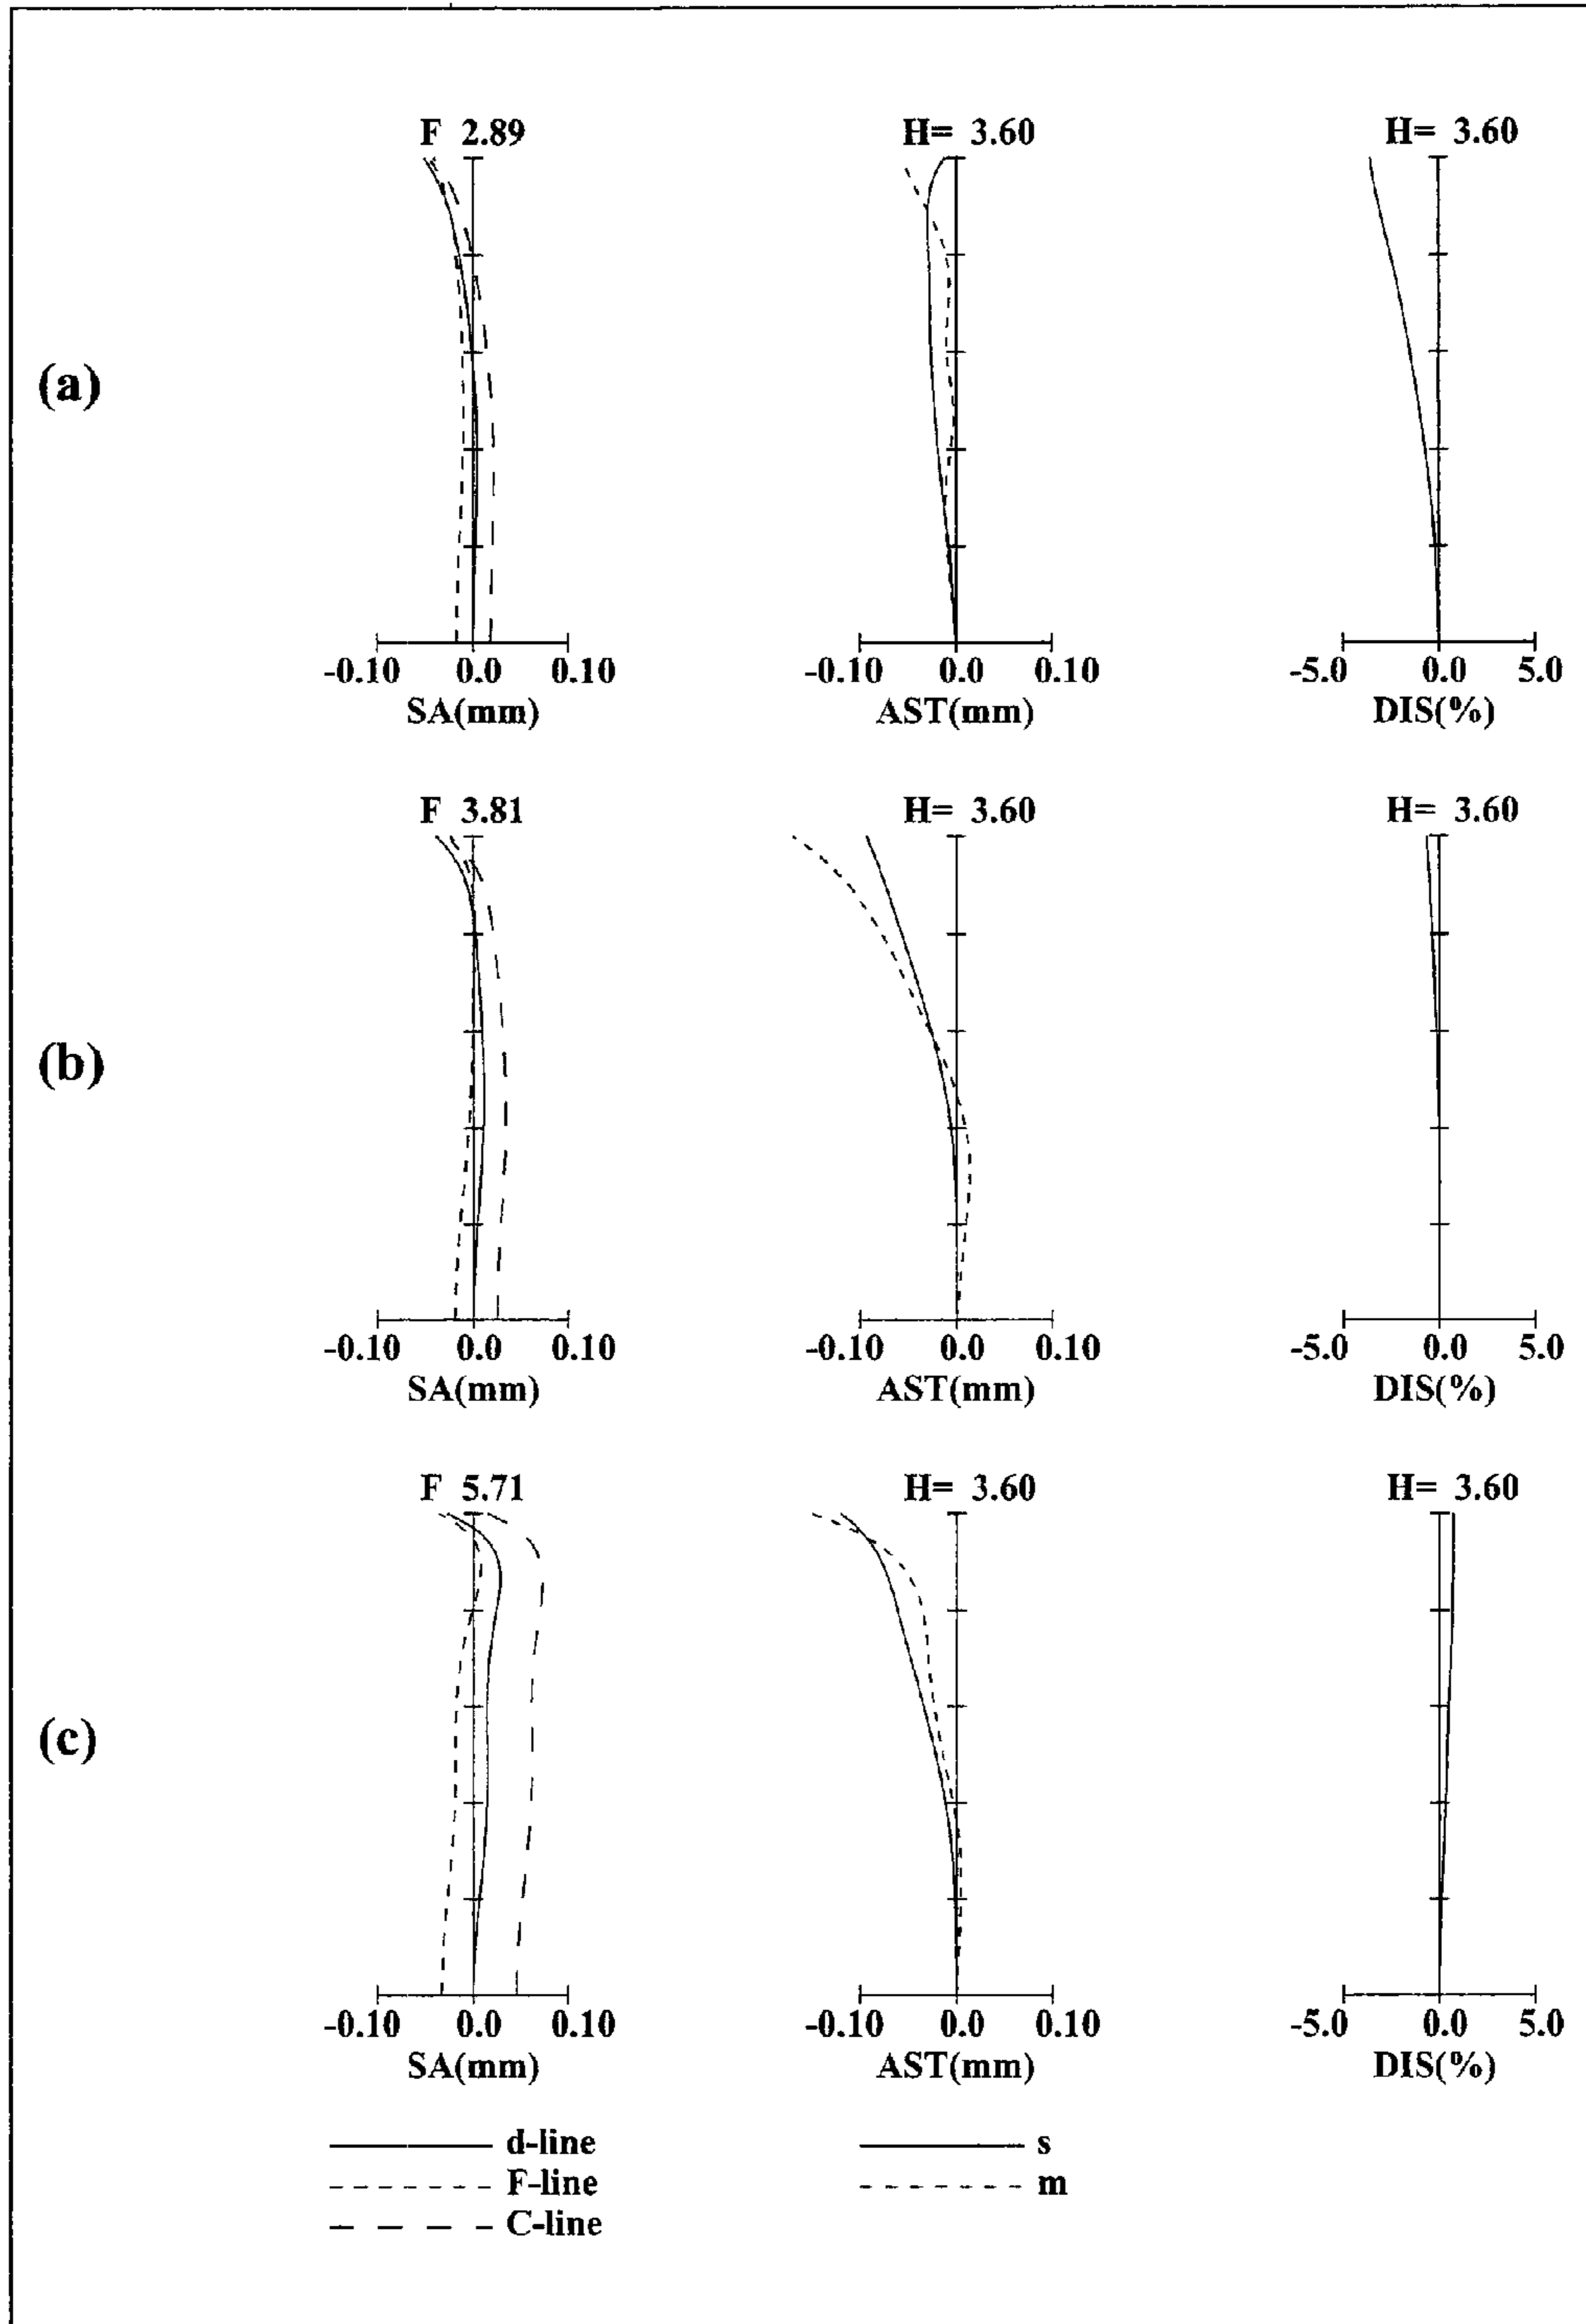 F 2.89 H= 3.60 H= 3.60
(a)
-0.10 0.0 0.10 -0.10 0.0 0.10 -5.0 0.0 5.0
SA(mm) AST(mm) DIS(%)
F 3.81 H= 3.60 H= 3.60
(b)
-0.10 0.0 0.10 -0.10 0.0 0.10 -5.0 0.0 5.0
SA(mm) AST(mm) DIS(%)
F 5.71 H= 3.60 H= 3.60
(c)
-0.10 0.0 0.10 -0.10 0.0 0.10 -5.0 0.0 5.0
SA(mm) AST(mm) DIS(%)
d-line s
F-line m
C-line